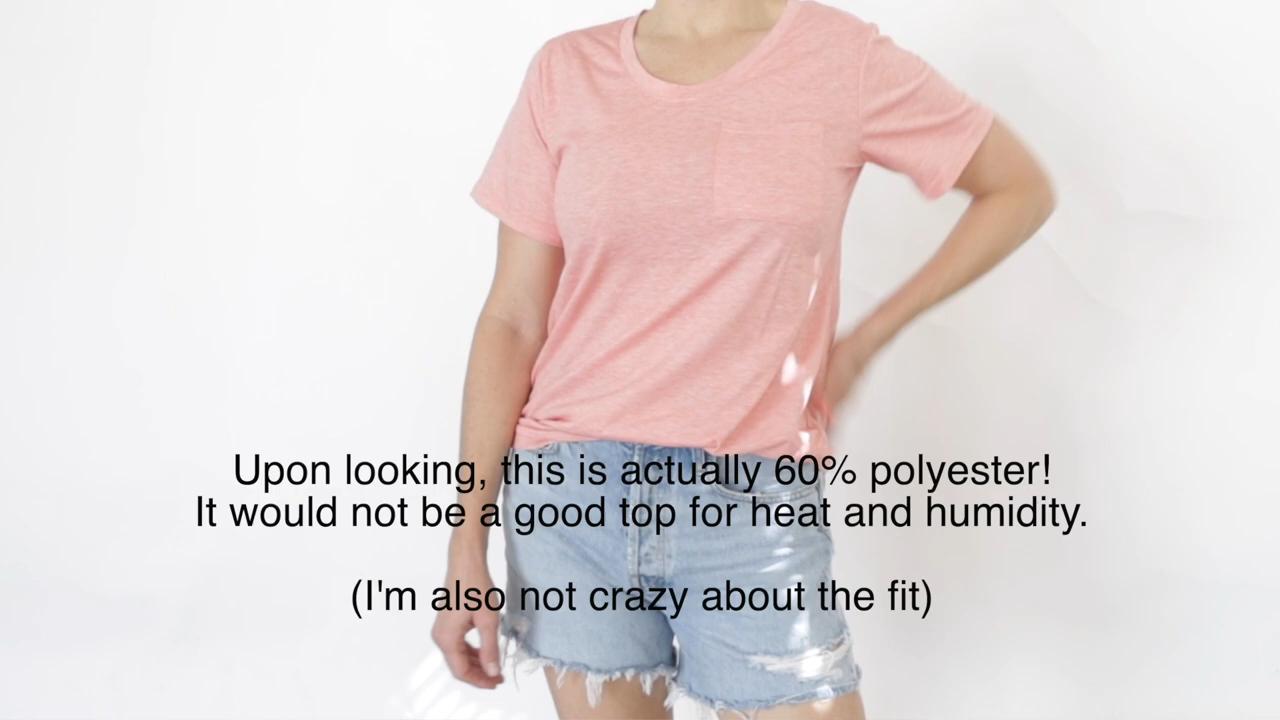 Upon looking, this is actually 60% polyester!
It would not be a good top for heat and humidity.
(I'm also not crazy about the fit)